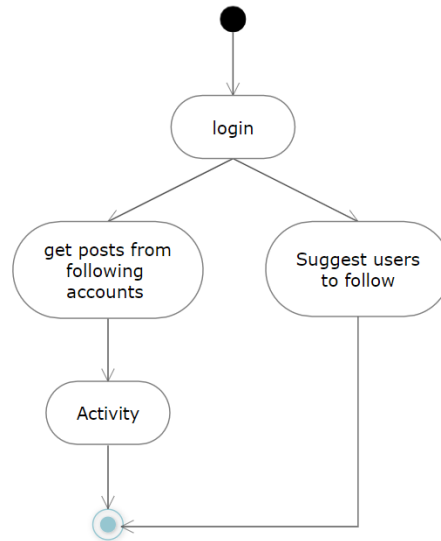 login
get posts from
following
accounts
Suggest users
to follow
Activity